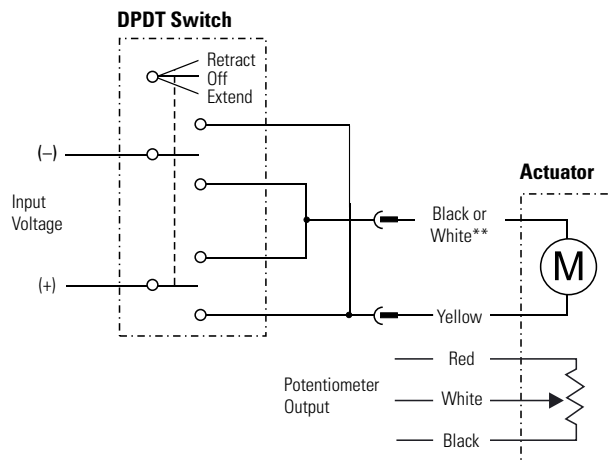 DPDT Switch
Retract
Off
Extend
(–)
Input
Voltage
(+)
Actuator
Black or
White**
M
Yellow
Red
Potentiometer
Output
White
Black